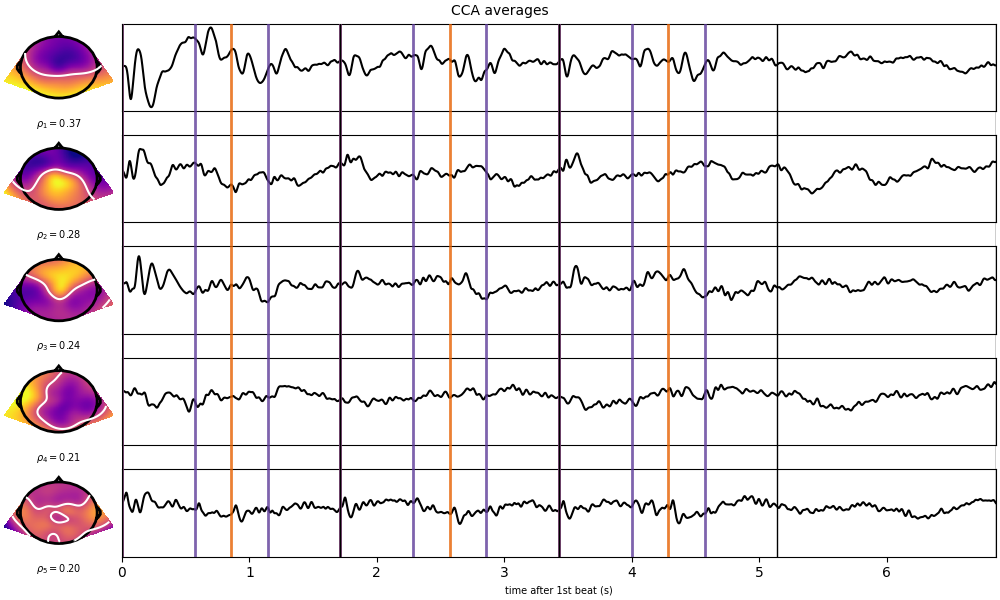 CCA averages
ρ₁ = 0.37
ρ₂ = 0.28
ρ₃ = 0.24
ρ₄ = 0.21
ρ₅ = 0.20
0 1 2 3 4 5 6
time after 1st beat (s)